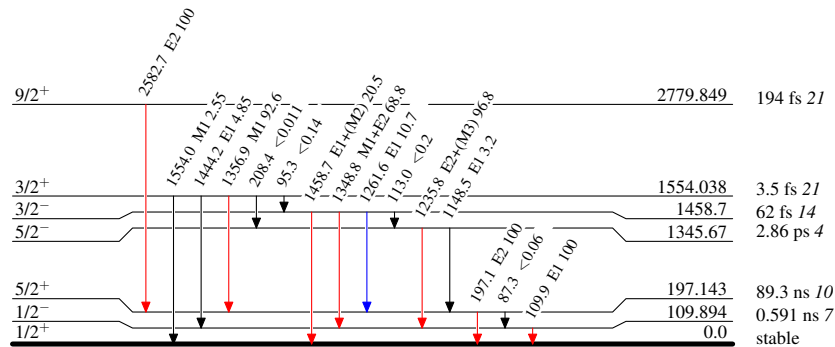 2582.7 E2 100
9/2+ 2779.849 194 fs 21
1554.0 M1 2.55
1444.2 E1 4.85
1356.9 M1 92.6
208.4 <0.011
95.3 <0.14
1458.7 E1+(M2) 20.5
1348.8 M1+E2 68.8
1261.6 E1 10.7
113.0 <0.2
1235.8 E2+(M3) 96.8
1148.5 E1 3.2
3/2+ 1554.038 3.5 fs 21
3/2− 1458.7 62 fs 14
5/2− 1345.67 2.86 ps 4
197.1 E2 100
87.3 <0.06
109.9 E1 100
5/2+ 197.143 89.3 ns 10
1/2− 109.894 0.591 ns 7
1/2+ 0.0 stable